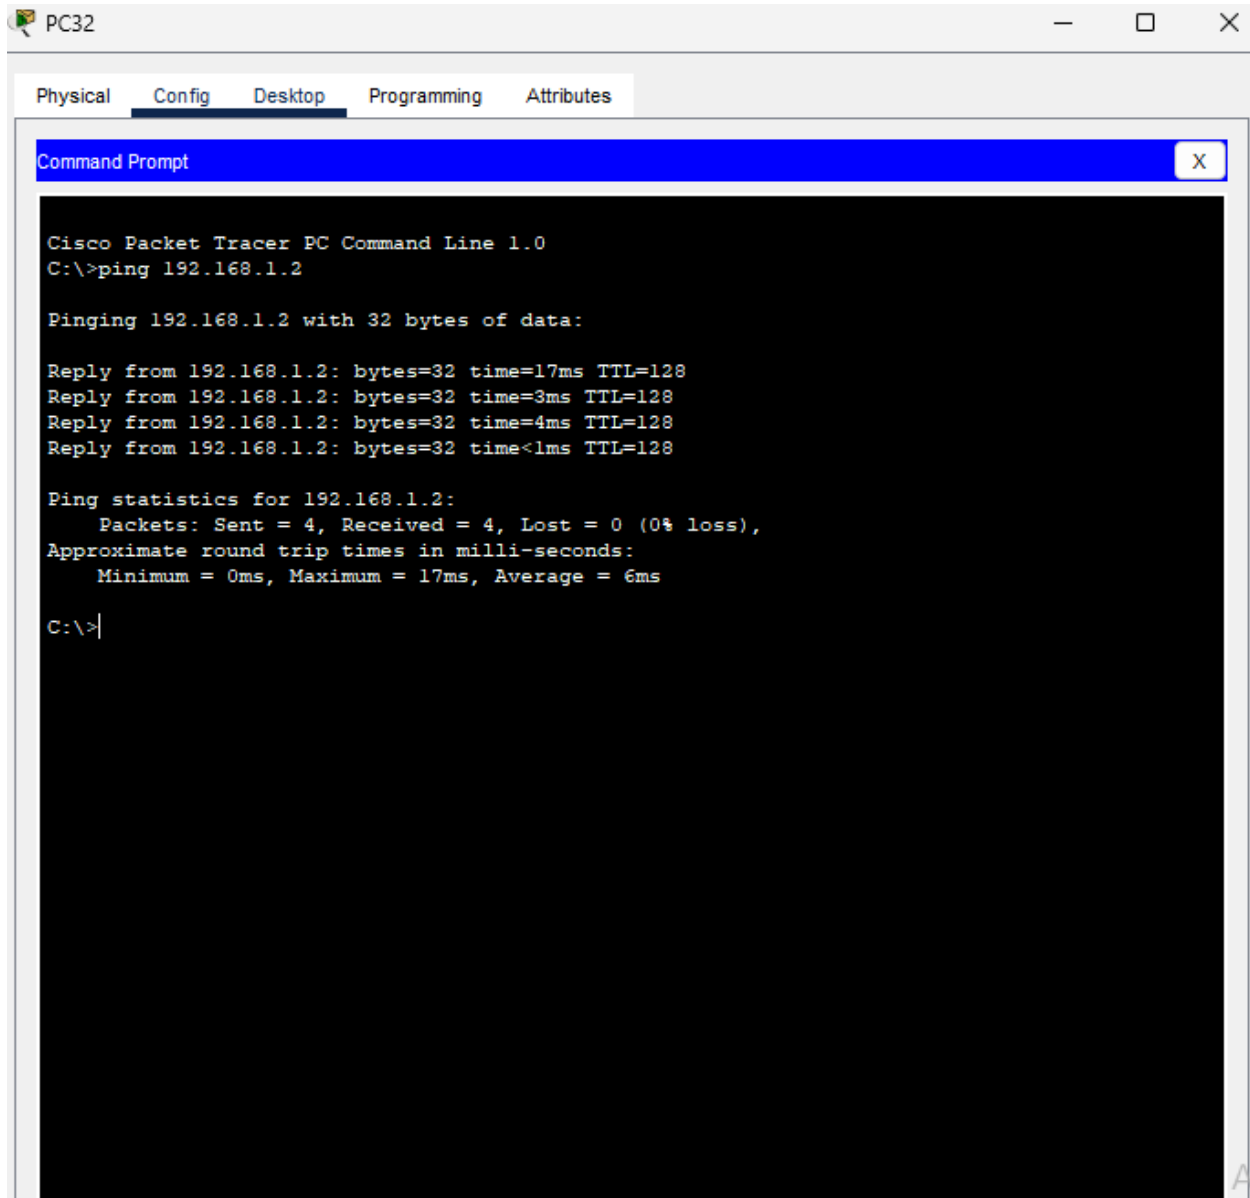 PC32
Physical Config Desktop Programming Attributes
Command Prompt
X
Cisco Packet Tracer PC Command Line 1.0
C:\>ping 192.168.1.2
Pinging 192.168.1.2 with 32 bytes of data:
Reply from 192.168.1.2: bytes=32 time=17ms TTL=128
Reply from 192.168.1.2: bytes=32 time=3ms TTL=128
Reply from 192.168.1.2: bytes=32 time=4ms TTL=128
Reply from 192.168.1.2: bytes=32 time<1ms TTL=128
Ping statistics for 192.168.1.2:
Packets: Sent = 4, Received = 4, Lost = 0 (0% loss),
Approximate round trip times in milli-seconds:
Minimum = 0ms, Maximum = 17ms, Average = 6ms
C:\>